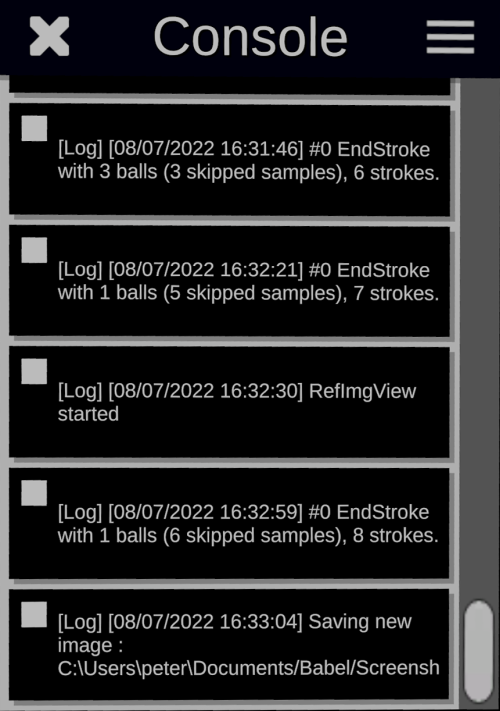 Console
[Log] [08/07/2022 16:31:46] #0 EndStroke
with 3 balls (3 skipped samples), 6 strokes.
[Log] [08/07/2022 16:32:21] #0 EndStroke
with 1 balls (5 skipped samples), 7 strokes.
[Log] [08/07/2022 16:32:30] RefImgView
started
[Log] [08/07/2022 16:32:59] #0 EndStroke
with 1 balls (6 skipped samples), 8 strokes.
[Log] [08/07/2022 16:33:04] Saving new
image :
C:\Users\peter\Documents/Babel/Screensh